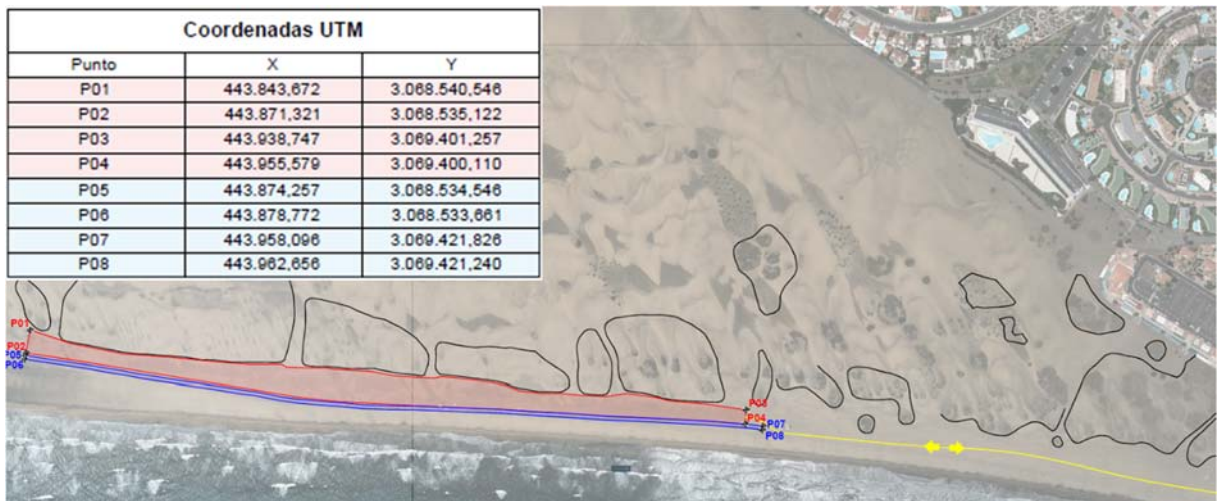 Coordenadas UTM
Punto X Y
P01 443.843,672 3.068.540,546
P02 443.871,321 3.068.535,122
P03 443.938,747 3.069.401,257
P04 443.955,579 3.069.400,110
P05 443.874,257 3.068.534,546
P06 443.878,772 3.068.533,661
P07 443.958,096 3.069.421,826
P08 443.962,656 3.069.421,240
P01
P02
P05
P06
P03
P04
P07
P08